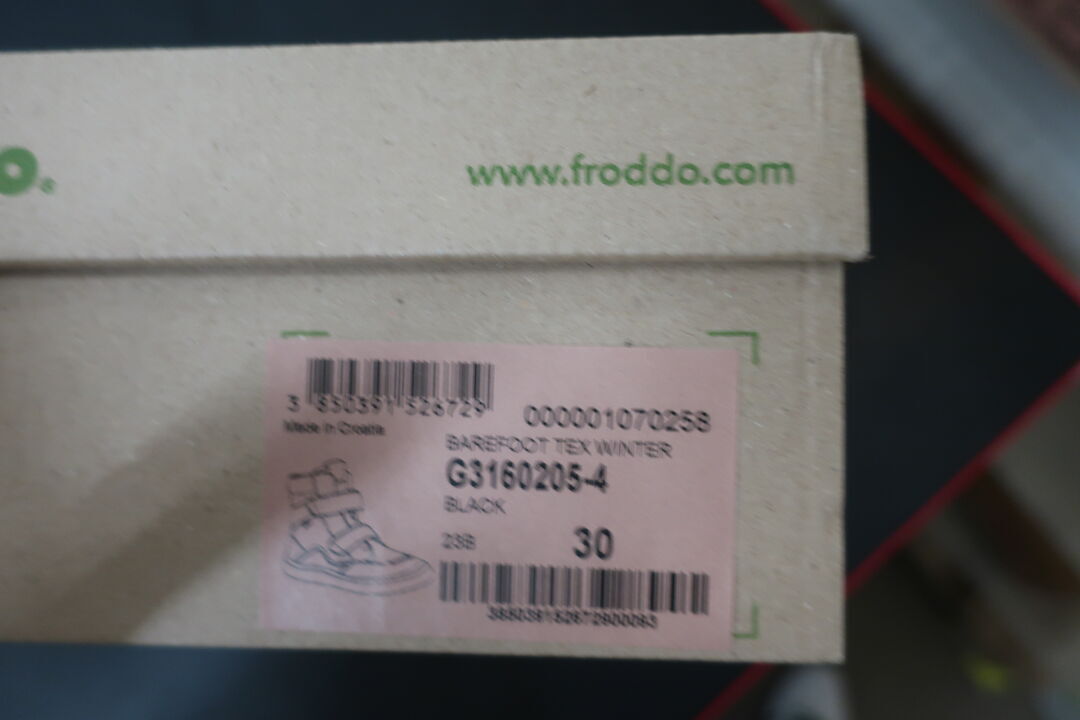 www.froddo.com
3 850391 526729
000001070258
Made in Croatia
BAREFOOT TEX WINTER
G3160205-4
BLACK
23B
30